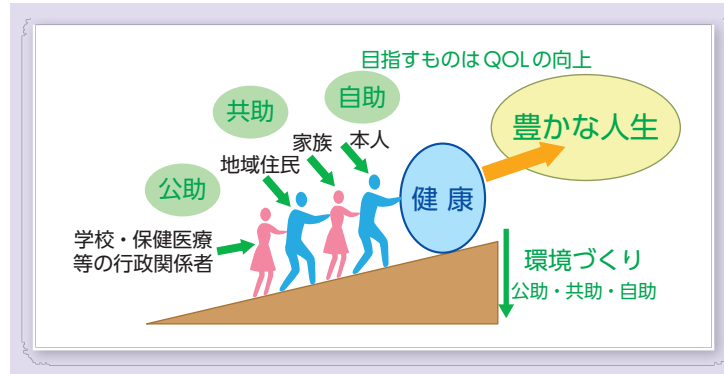 目指すものはQOLの向上
自助
共助
公助
豊かな人生
本人
家族
地域住民
学校・保健医療
等の行政関係者
健康
環境づくり
公助・共助・自助